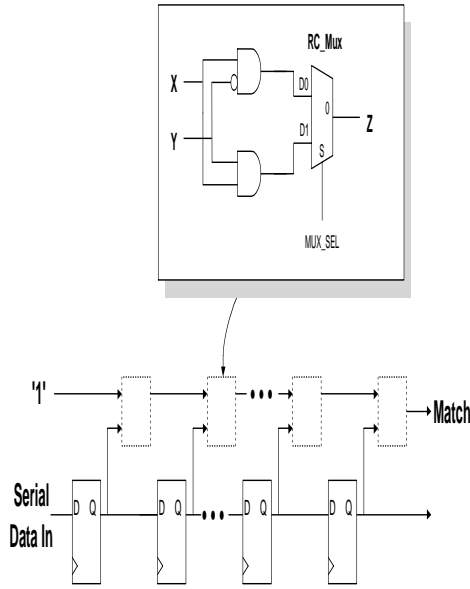 RC_Mux
X
D0
0
Z
Y
D1
S
MUX_SEL
'1'
Match
D Q
D Q
D Q
D Q
Serial
Data In